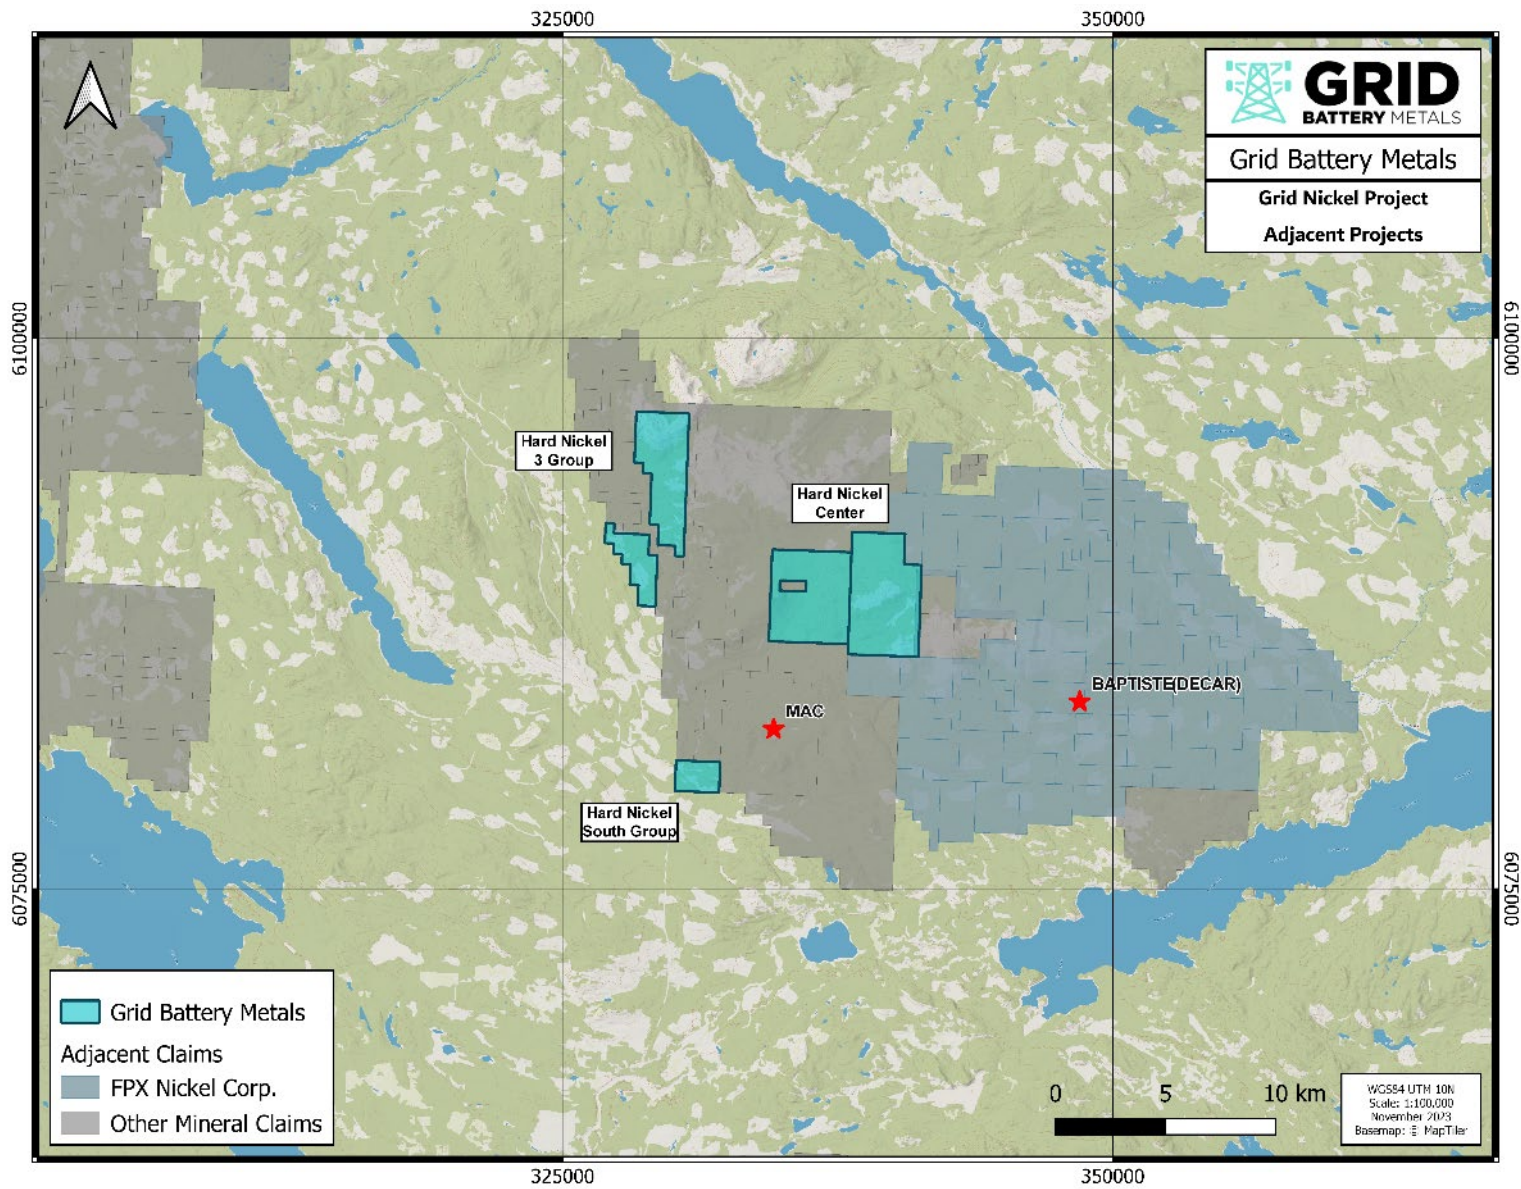 325000
350000
GRID
BATTERY METALS
Grid Battery Metals
Grid Nickel Project
Adjacent Projects
6100000
6100000
Hard Nickel
3 Group
Hard Nickel
Center
BAPTISTE(DECAR)
MAC
Hard Nickel
South Group
6075000
6075000
Grid Battery Metals
Adjacent Claims
FPX Nickel Corp.
Other Mineral Claims
0 5 10 km
WGS84 UTM 10N
Scale: 1:100,000
November 2023
Basemap: MapTiler
325000
350000